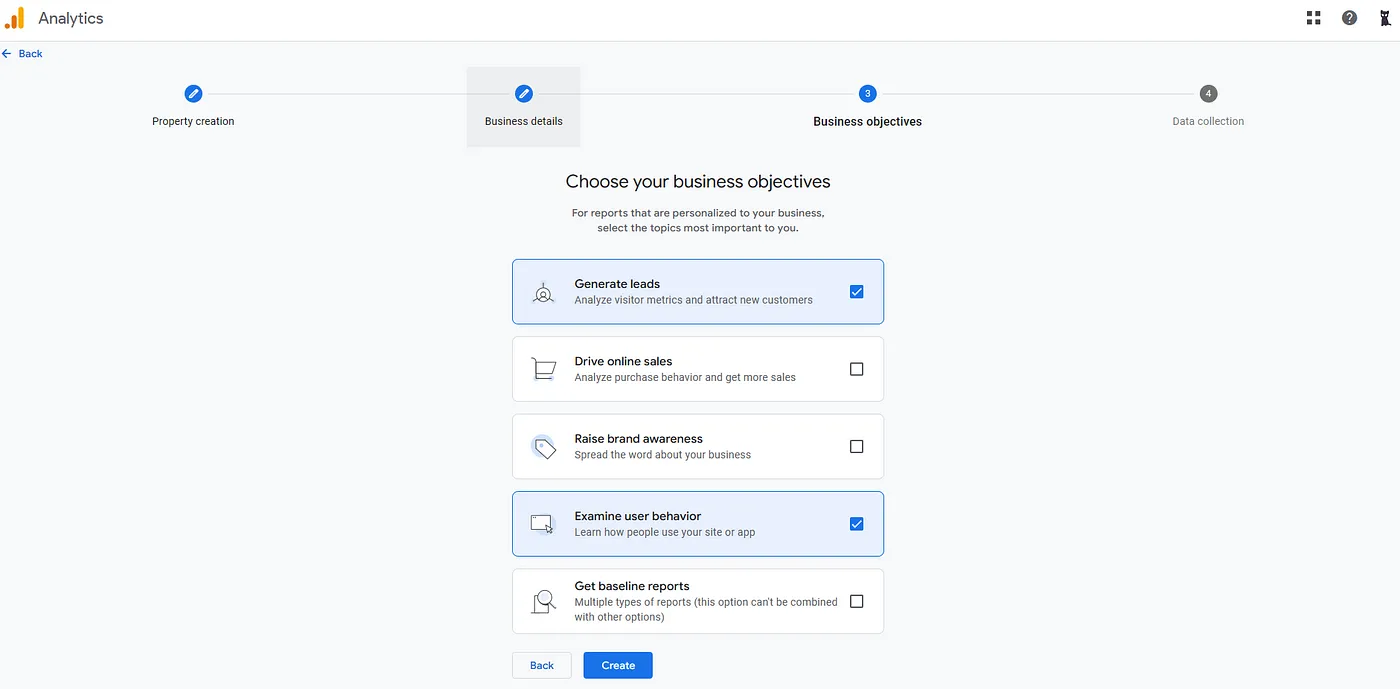 Analytics
?
Back
Property creation
Business details
3
Business objectives
4
Data collection
Choose your business objectives
For reports that are personalized to your business,
select the topics most important to you.
Generate leads
Analyze visitor metrics and attract new customers
Drive online sales
Analyze purchase behavior and get more sales
Raise brand awareness
Spread the word about your business
Examine user behavior
Learn how people use your site or app
Get baseline reports
Multiple types of reports (this option can't be combined
with other options)
Back
Create